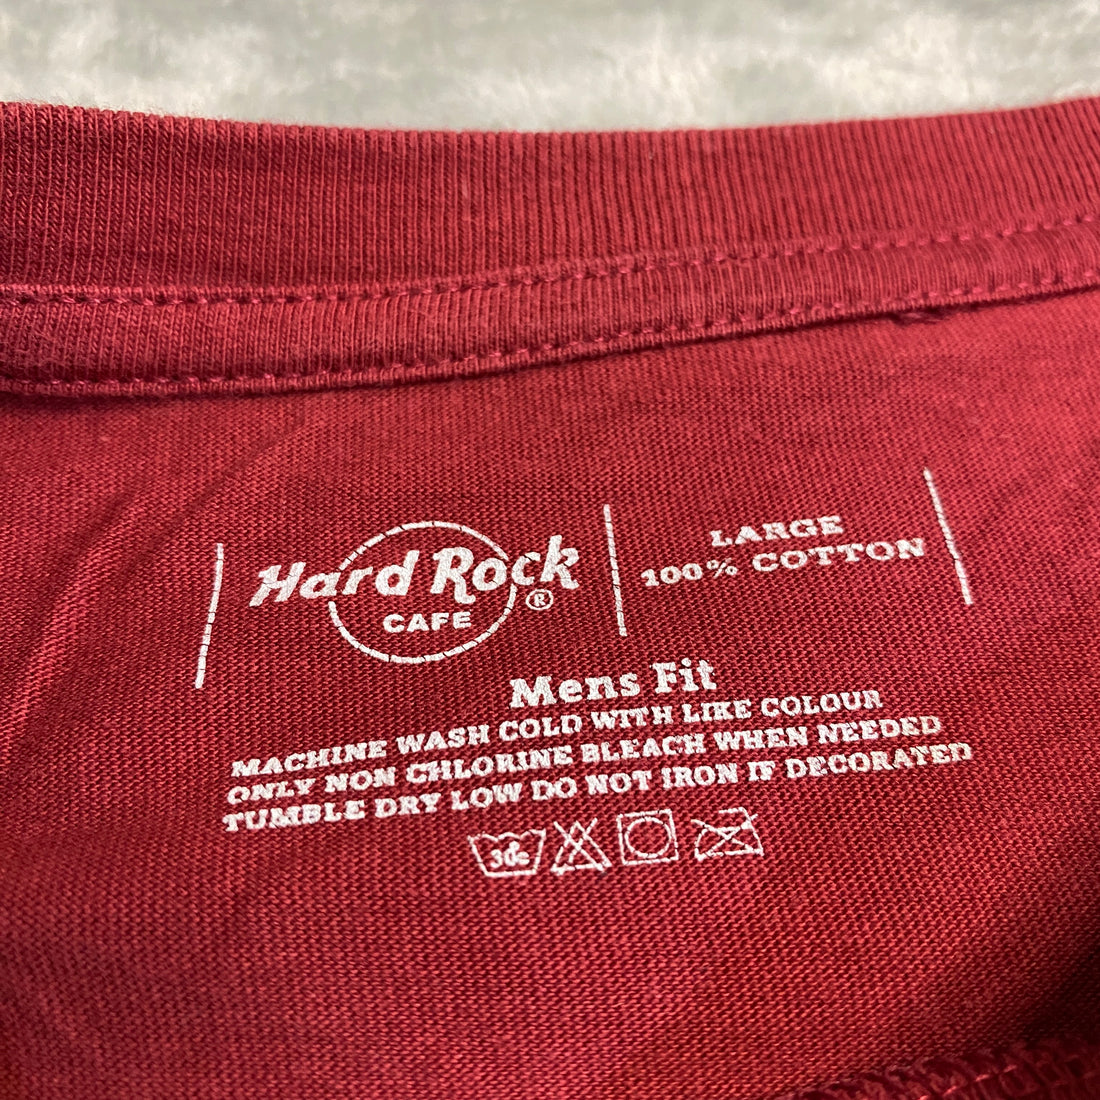 Hard Rock
CAFE
®
LARGE
100% COTTON
Mens Fit
MACHINE WASH COLD WITH LIKE COLOUR
ONLY NON CHLORINE BLEACH WHEN NEEDED
TUMBLE DRY LOW DO NOT IRON IF DECORATED
30c